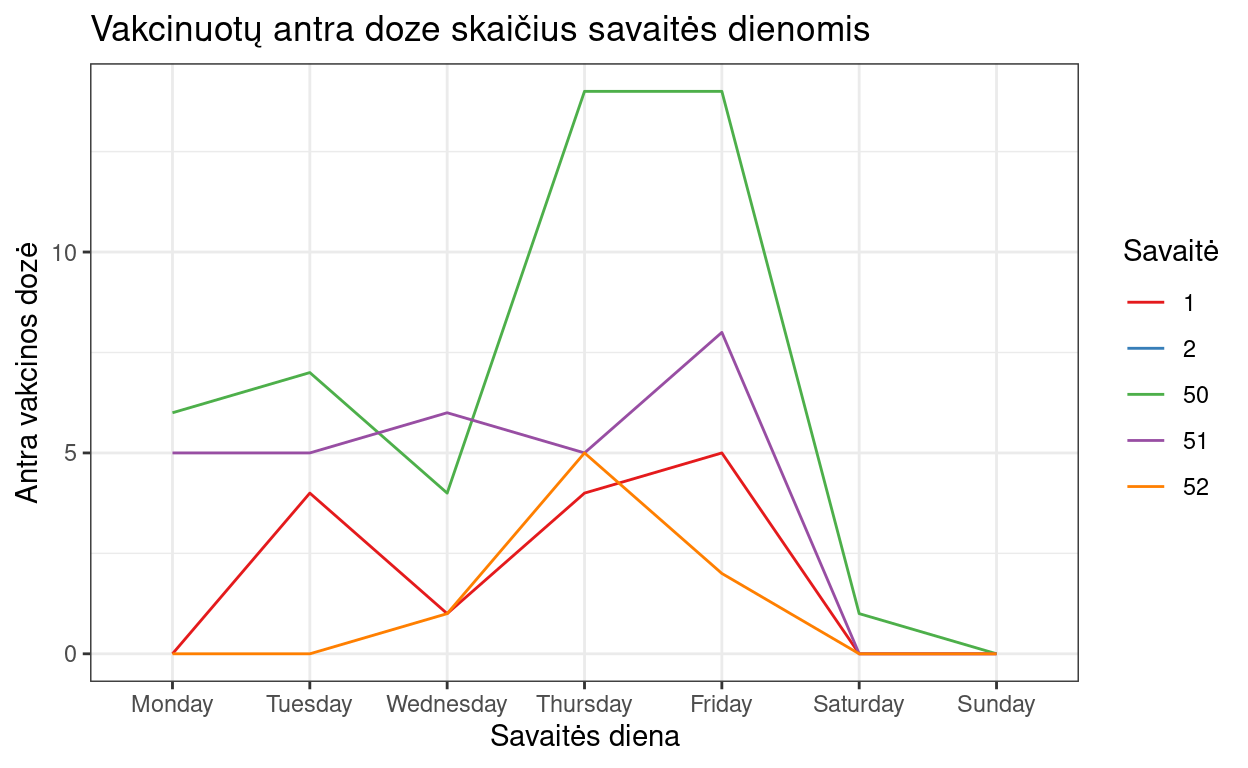 Vakcinuotų antra doze skaičius savaitės dienomis
Antra vakcinos dozė
10
5
0
Monday Tuesday Wednesday Thursday Friday Saturday Sunday
Savaitės diena
Savaitė
1
2
50
51
52